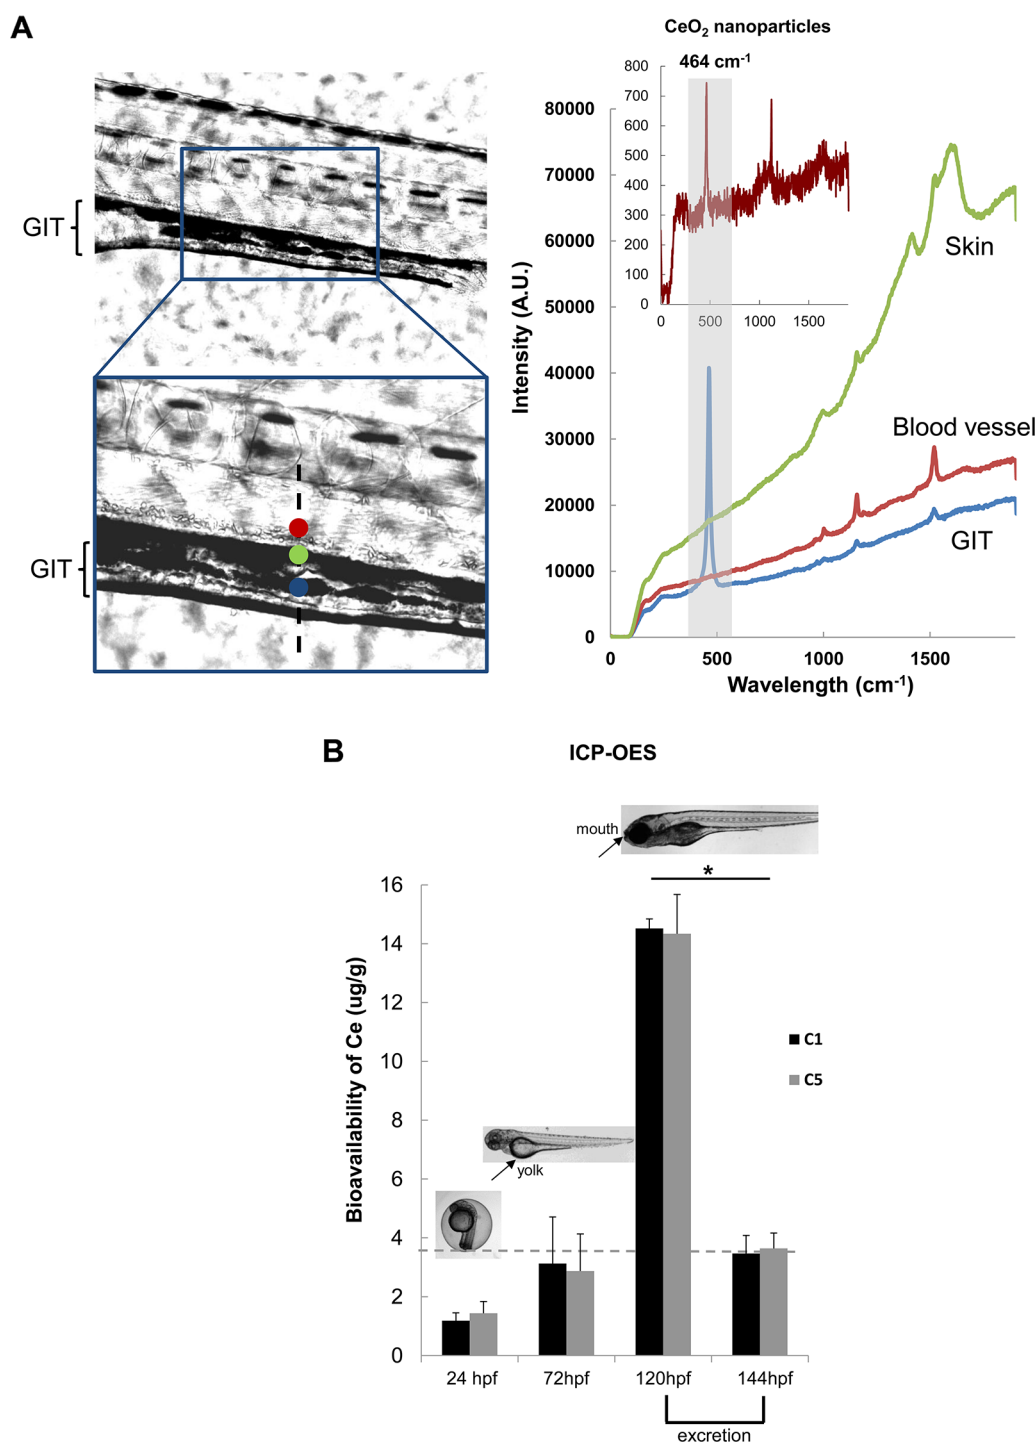 A
CeO2 nanoparticles
464 cm-1
800
700
600
500
400
300
200
100
0
0 500 1000 1500
80000
70000
60000
50000
40000
30000
20000
10000
0
Intensity (A.U.)
0 500 1000 1500
Wavelength (cm-1)
Skin
Blood vessel
GIT
GIT
GIT
B
ICP-OES
mouth
*
16
14
12
10
8
6
4
2
0
Bioavailability of Ce (ug/g)
C1
C5
yolk
24 hpf 72hpf 120hpf 144hpf
excretion